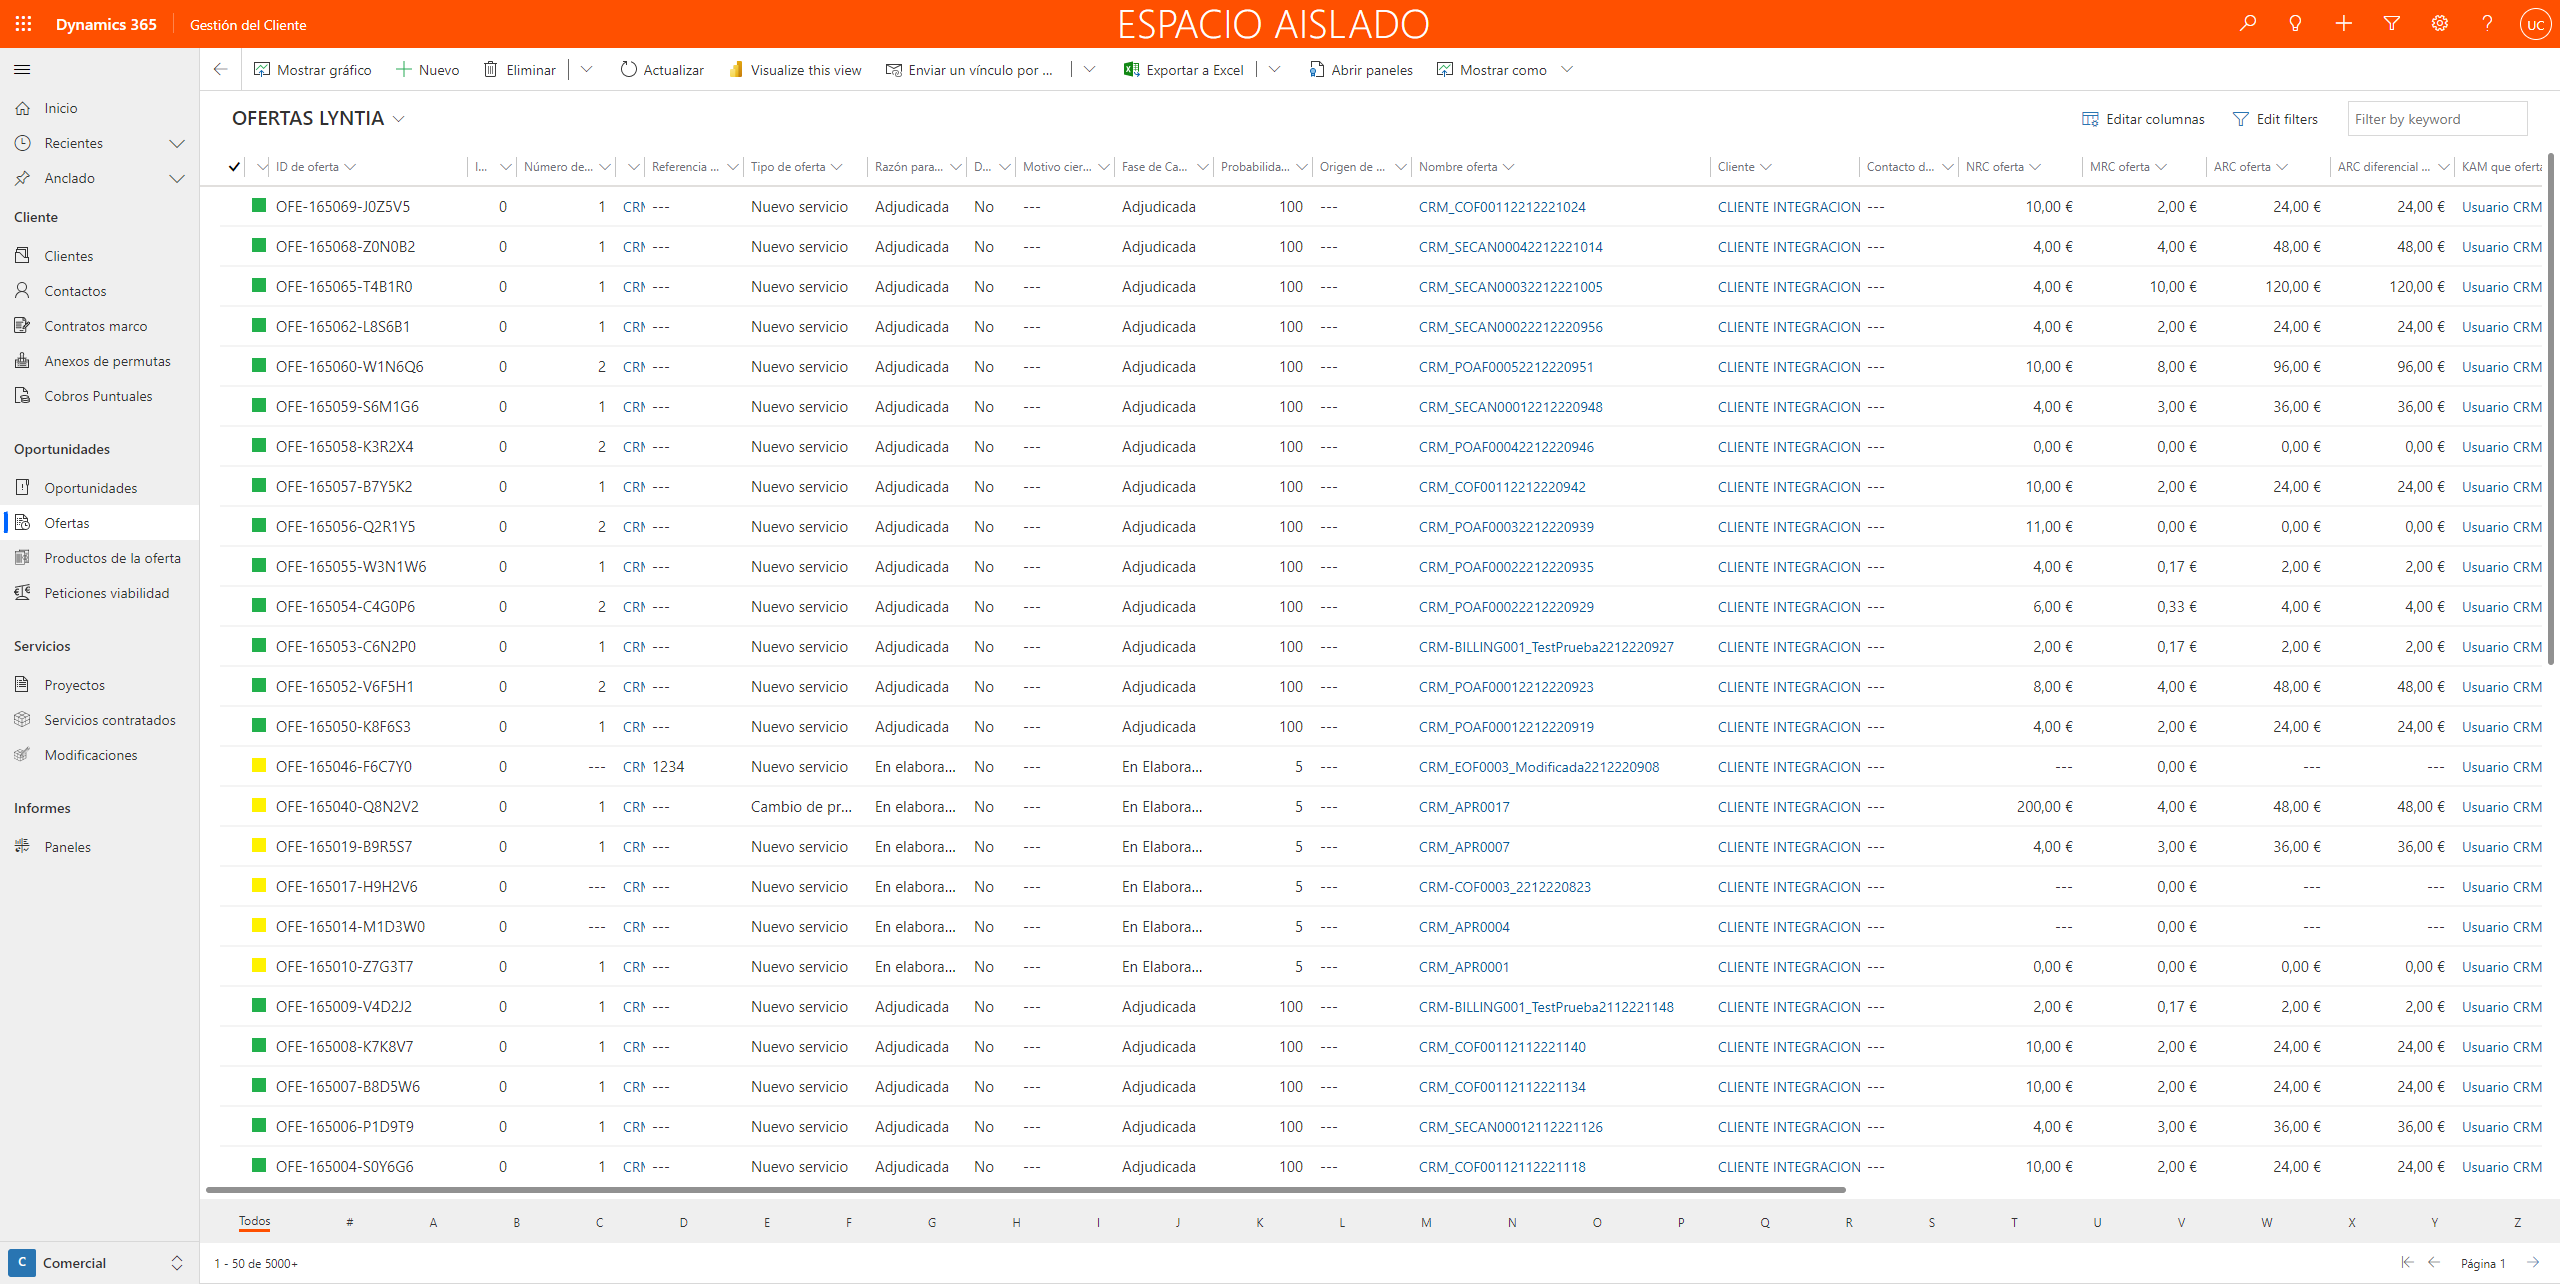 Dynamics 365 Gestión del Cliente ESPACIO AISLADO UC
Mostrar gráfico Nuevo Eliminar Actualizar Visualize this view Enviar un vínculo por ... Exportar a Excel Abrir paneles Mostrar como
Inicio
Recientes
Anclado
Cliente
Clientes
Contactos
Contratos marco
Anexos de permutas
Cobros Puntuales
Oportunidades
Oportunidades
Ofertas
Productos de la oferta
Peticiones viabilidad
Servicios
Proyectos
Servicios contratados
Modificaciones
Informes
Paneles
C Comercial
OFERTAS LYNTIA Editar columnas Edit filters Filter by keyword
ID de oferta I... Número de... Referencia ... Tipo de oferta Razón para... D... Motivo cier... Fase de Ca... Probabilida... Origen de ... Nombre oferta Cliente Contacto d... NRC oferta MRC oferta ARC oferta ARC diferencial ... KAM que oferta
OFE-165069-J0Z5V5 0 1 CRM --- Nuevo servicio Adjudicada No --- Adjudicada 100 --- CRM_COF00112212221024 CLIENTE INTEGRACION --- 10,00 € 2,00 € 24,00 € 24,00 € Usuario CRM
OFE-165068-Z0N0B2 0 1 CRM --- Nuevo servicio Adjudicada No --- Adjudicada 100 --- CRM_SECAN00042212221014 CLIENTE INTEGRACION --- 4,00 € 4,00 € 48,00 € 48,00 € Usuario CRM
OFE-165065-T4B1R0 0 1 CRM --- Nuevo servicio Adjudicada No --- Adjudicada 100 --- CRM_SECAN00032212221005 CLIENTE INTEGRACION --- 4,00 € 10,00 € 120,00 € 120,00 € Usuario CRM
OFE-165062-L8S6B1 0 1 CRM --- Nuevo servicio Adjudicada No --- Adjudicada 100 --- CRM_SECAN00022212220956 CLIENTE INTEGRACION --- 4,00 € 2,00 € 24,00 € 24,00 € Usuario CRM
OFE-165060-W1N6Q6 0 2 CRM --- Nuevo servicio Adjudicada No --- Adjudicada 100 --- CRM_POAF00052212220951 CLIENTE INTEGRACION --- 10,00 € 8,00 € 96,00 € 96,00 € Usuario CRM
OFE-165059-S6M1G6 0 1 CRM --- Nuevo servicio Adjudicada No --- Adjudicada 100 --- CRM_SECAN00012212220948 CLIENTE INTEGRACION --- 4,00 € 3,00 € 36,00 € 36,00 € Usuario CRM
OFE-165058-K3R2X4 0 2 CRM --- Nuevo servicio Adjudicada No --- Adjudicada 100 --- CRM_POAF00042212220946 CLIENTE INTEGRACION --- 0,00 € 0,00 € 0,00 € 0,00 € Usuario CRM
OFE-165057-B7Y5K2 0 1 CRM --- Nuevo servicio Adjudicada No --- Adjudicada 100 --- CRM_COF00112212220942 CLIENTE INTEGRACION --- 10,00 € 2,00 € 24,00 € 24,00 € Usuario CRM
OFE-165056-Q2R1Y5 0 2 CRM --- Nuevo servicio Adjudicada No --- Adjudicada 100 --- CRM_POAF00032212220939 CLIENTE INTEGRACION --- 11,00 € 0,00 € 0,00 € 0,00 € Usuario CRM
OFE-165055-W3N1W6 0 1 CRM --- Nuevo servicio Adjudicada No --- Adjudicada 100 --- CRM_POAF00022212220935 CLIENTE INTEGRACION --- 4,00 € 0,17 € 2,00 € 2,00 € Usuario CRM
OFE-165054-C4G0P6 0 2 CRM --- Nuevo servicio Adjudicada No --- Adjudicada 100 --- CRM_POAF00022212220929 CLIENTE INTEGRACION --- 6,00 € 0,33 € 4,00 € 4,00 € Usuario CRM
OFE-165053-C6N2P0 0 1 CRM --- Nuevo servicio Adjudicada No --- Adjudicada 100 --- CRM-BILLING001_TestPrueba2212220927 CLIENTE INTEGRACION --- 2,00 € 0,17 € 2,00 € 2,00 € Usuario CRM
OFE-165052-V6F5H1 0 2 CRM --- Nuevo servicio Adjudicada No --- Adjudicada 100 --- CRM_POAF00012212220923 CLIENTE INTEGRACION --- 8,00 € 4,00 € 48,00 € 48,00 € Usuario CRM
OFE-165050-K8F6S3 0 1 CRM --- Nuevo servicio Adjudicada No --- Adjudicada 100 --- CRM_POAF00012212220919 CLIENTE INTEGRACION --- 4,00 € 2,00 € 24,00 € 24,00 € Usuario CRM
OFE-165046-F6C7Y0 0 --- CRM 1234 Nuevo servicio En elabora... No --- En Elabora... 5 --- CRM_EOF0003_Modificada2212220908 CLIENTE INTEGRACION --- --- 0,00 € --- --- Usuario CRM
OFE-165040-Q8N2V2 0 1 CRM --- Cambio de pr... En elabora... No --- En Elabora... 5 --- CRM_APR0017 CLIENTE INTEGRACION --- 200,00 € 4,00 € 48,00 € 48,00 € Usuario CRM
OFE-165019-B9R5S7 0 1 CRM --- Nuevo servicio En elabora... No --- En Elabora... 5 --- CRM_APR0007 CLIENTE INTEGRACION --- 4,00 € 3,00 € 36,00 € 36,00 € Usuario CRM
OFE-165017-H9H2V6 0 --- CRM --- Nuevo servicio En elabora... No --- En Elabora... 5 --- CRM-COF0003_2212220823 CLIENTE INTEGRACION --- --- 0,00 € --- --- Usuario CRM
OFE-165014-M1D3W0 0 --- CRM --- Nuevo servicio En elabora... No --- En Elabora... 5 --- CRM_APR0004 CLIENTE INTEGRACION --- --- 0,00 € --- --- Usuario CRM
OFE-165010-Z7G3T7 0 1 CRM --- Nuevo servicio En elabora... No --- En Elabora... 5 --- CRM_APR0001 CLIENTE INTEGRACION --- 0,00 € 0,00 € 0,00 € 0,00 € Usuario CRM
OFE-165009-V4D2J2 0 1 CRM --- Nuevo servicio Adjudicada No --- Adjudicada 100 --- CRM-BILLING001_TestPrueba2112221148 CLIENTE INTEGRACION --- 2,00 € 0,17 € 2,00 € 2,00 € Usuario CRM
OFE-165008-K7K8V7 0 1 CRM --- Nuevo servicio Adjudicada No --- Adjudicada 100 --- CRM_COF00112112221140 CLIENTE INTEGRACION --- 10,00 € 2,00 € 24,00 € 24,00 € Usuario CRM
OFE-165007-B8D5W6 0 1 CRM --- Nuevo servicio Adjudicada No --- Adjudicada 100 --- CRM_COF00112112221134 CLIENTE INTEGRACION --- 10,00 € 2,00 € 24,00 € 24,00 € Usuario CRM
OFE-165006-P1D9T9 0 1 CRM --- Nuevo servicio Adjudicada No --- Adjudicada 100 --- CRM_SECAN00012112221126 CLIENTE INTEGRACION --- 4,00 € 3,00 € 36,00 € 36,00 € Usuario CRM
OFE-165004-S0Y6G6 0 1 CRM --- Nuevo servicio Adjudicada No --- Adjudicada 100 --- CRM_COF00112112221118 CLIENTE INTEGRACION --- 10,00 € 2,00 € 24,00 € 24,00 € Usuario CRM
Todos # A B C D E F G H I J K L M N O P Q R S T U V W X Y Z
1 - 50 de 5000+ Página 1